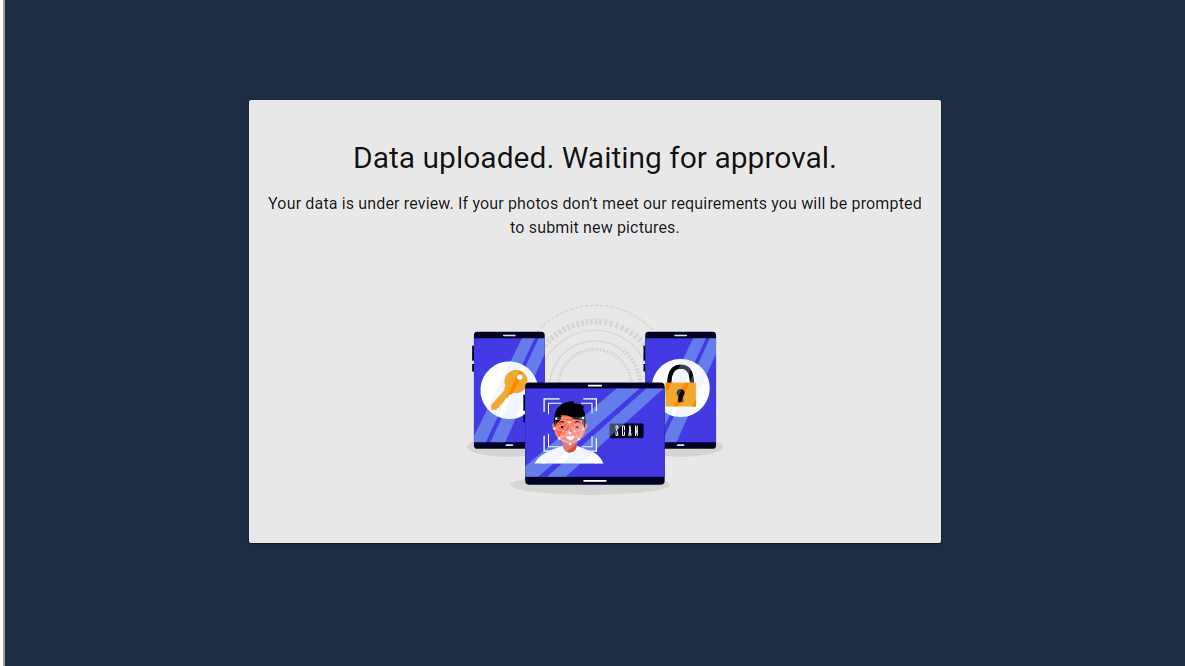 Data uploaded. Waiting for approval.
Your data is under review. If your photos don’t meet our requirements you will be prompted
to submit new pictures.
SCAN